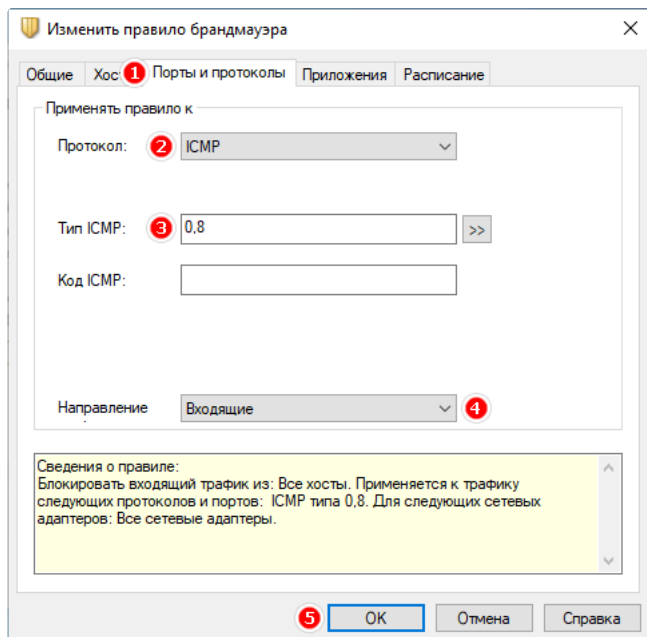 Изменить правило брандмауэра
Общие Хос 1 Порты и протоколы Приложения Расписание
Применять правило к
Протокол: 2 ICMP
Тип ICMP: 3 0,8 >>
Код ICMP:
Направление Входящие 4
Сведения о правиле:
Блокировать входящий трафик из: Все хосты. Применяется к трафику
следующих протоколов и портов: ICMP типа 0,8. Для следующих сетевых
адаптеров: Все сетевые адаптеры.
5 OK Отмена Справка